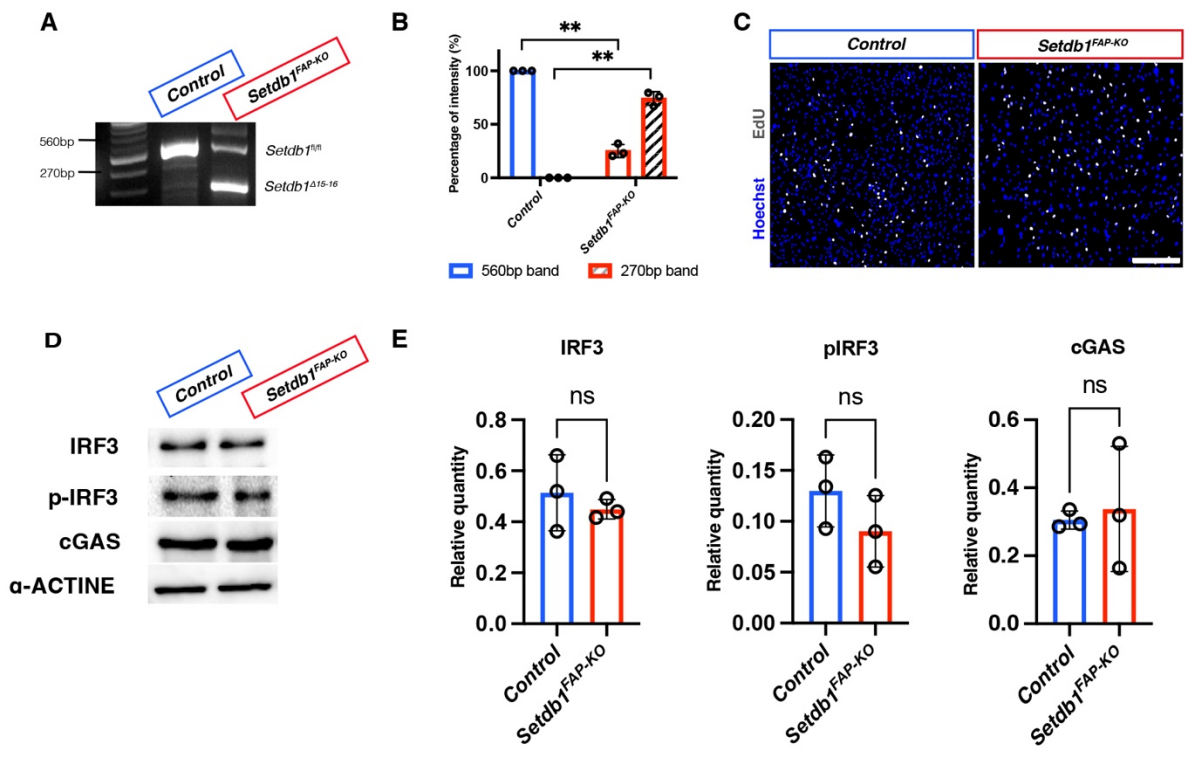 A
Control
Setdb1FAP-KO
560bp
270bp
Setdb1fl/fl
Setdb1Δ15-16
B
**
**
Percentage of intensity (%)
100
50
0
Control
Setdb1FAP-KO
560bp band
270bp band
C
Control
Setdb1FAP-KO
Hoechst EdU
D
Control
Setdb1FAP-KO
IRF3
p-IRF3
cGAS
α-ACTINE
E
IRF3
ns
Relative quantity
0.8
0.6
0.4
0.2
0.0
Control
Setdb1FAP-KO
pIRF3
ns
Relative quantity
0.20
0.15
0.10
0.05
0.00
Control
Setdb1FAP-KO
cGAS
ns
Relative quantity
0.6
0.4
0.2
0.0
Control
Setdb1FAP-KO